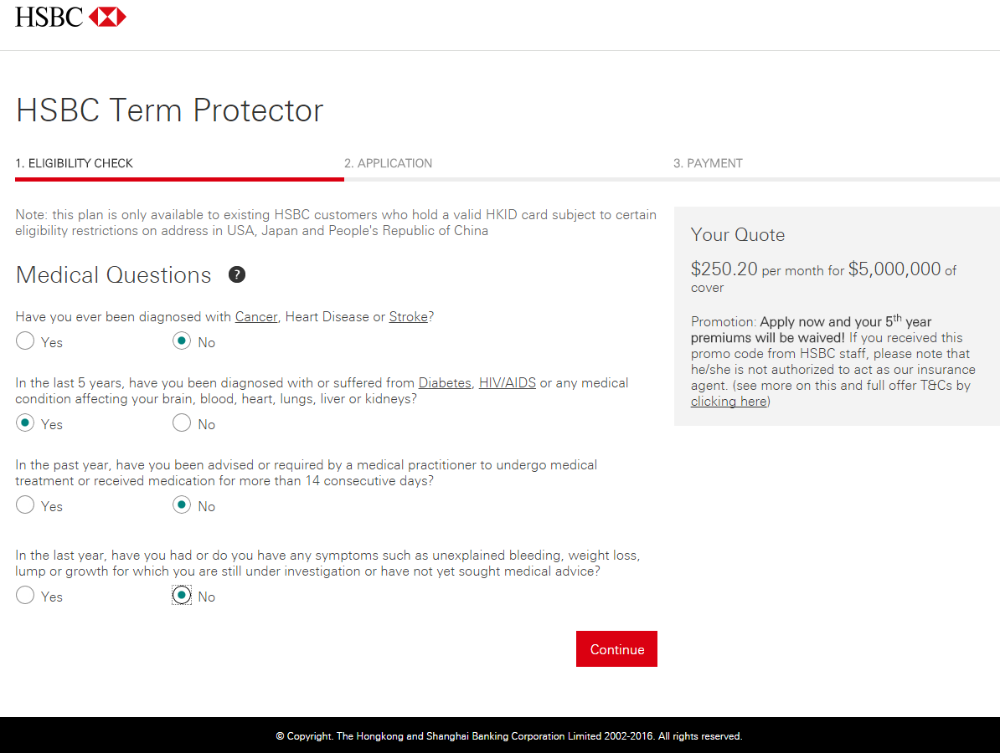 HSBC
HSBC Term Protector
1. ELIGIBILITY CHECK
2. APPLICATION
3. PAYMENT
Note: this plan is only available to existing HSBC customers who hold a valid HKID card subject to certain
eligibility restrictions on address in USA, Japan and People's Republic of China
Medical Questions ?
Have you ever been diagnosed with Cancer, Heart Disease or Stroke?
Yes No
In the last 5 years, have you been diagnosed with or suffered from Diabetes, HIV/AIDS or any medical
condition affecting your brain, blood, heart, lungs, liver or kidneys?
Yes No
In the past year, have you been advised or required by a medical practitioner to undergo medical
treatment or received medication for more than 14 consecutive days?
Yes No
In the last year, have you had or do you have any symptoms such as unexplained bleeding, weight loss,
lump or growth for which you are still under investigation or have not yet sought medical advice?
Yes No
Continue
Your Quote
$250.20 per month for $5,000,000 of
cover
Promotion: Apply now and your 5th year
premiums will be waived! If you received this
promo code from HSBC staff, please note that
he/she is not authorized to act as our insurance
agent. (see more on this and full offer T&Cs by
clicking here)
© Copyright. The Hongkong and Shanghai Banking Corporation Limited 2002-2016. All rights reserved.